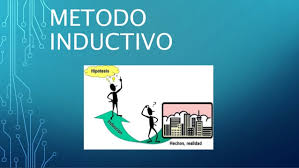 METODO
INDUCTIVO
Hipótesis
Hechos, realidad